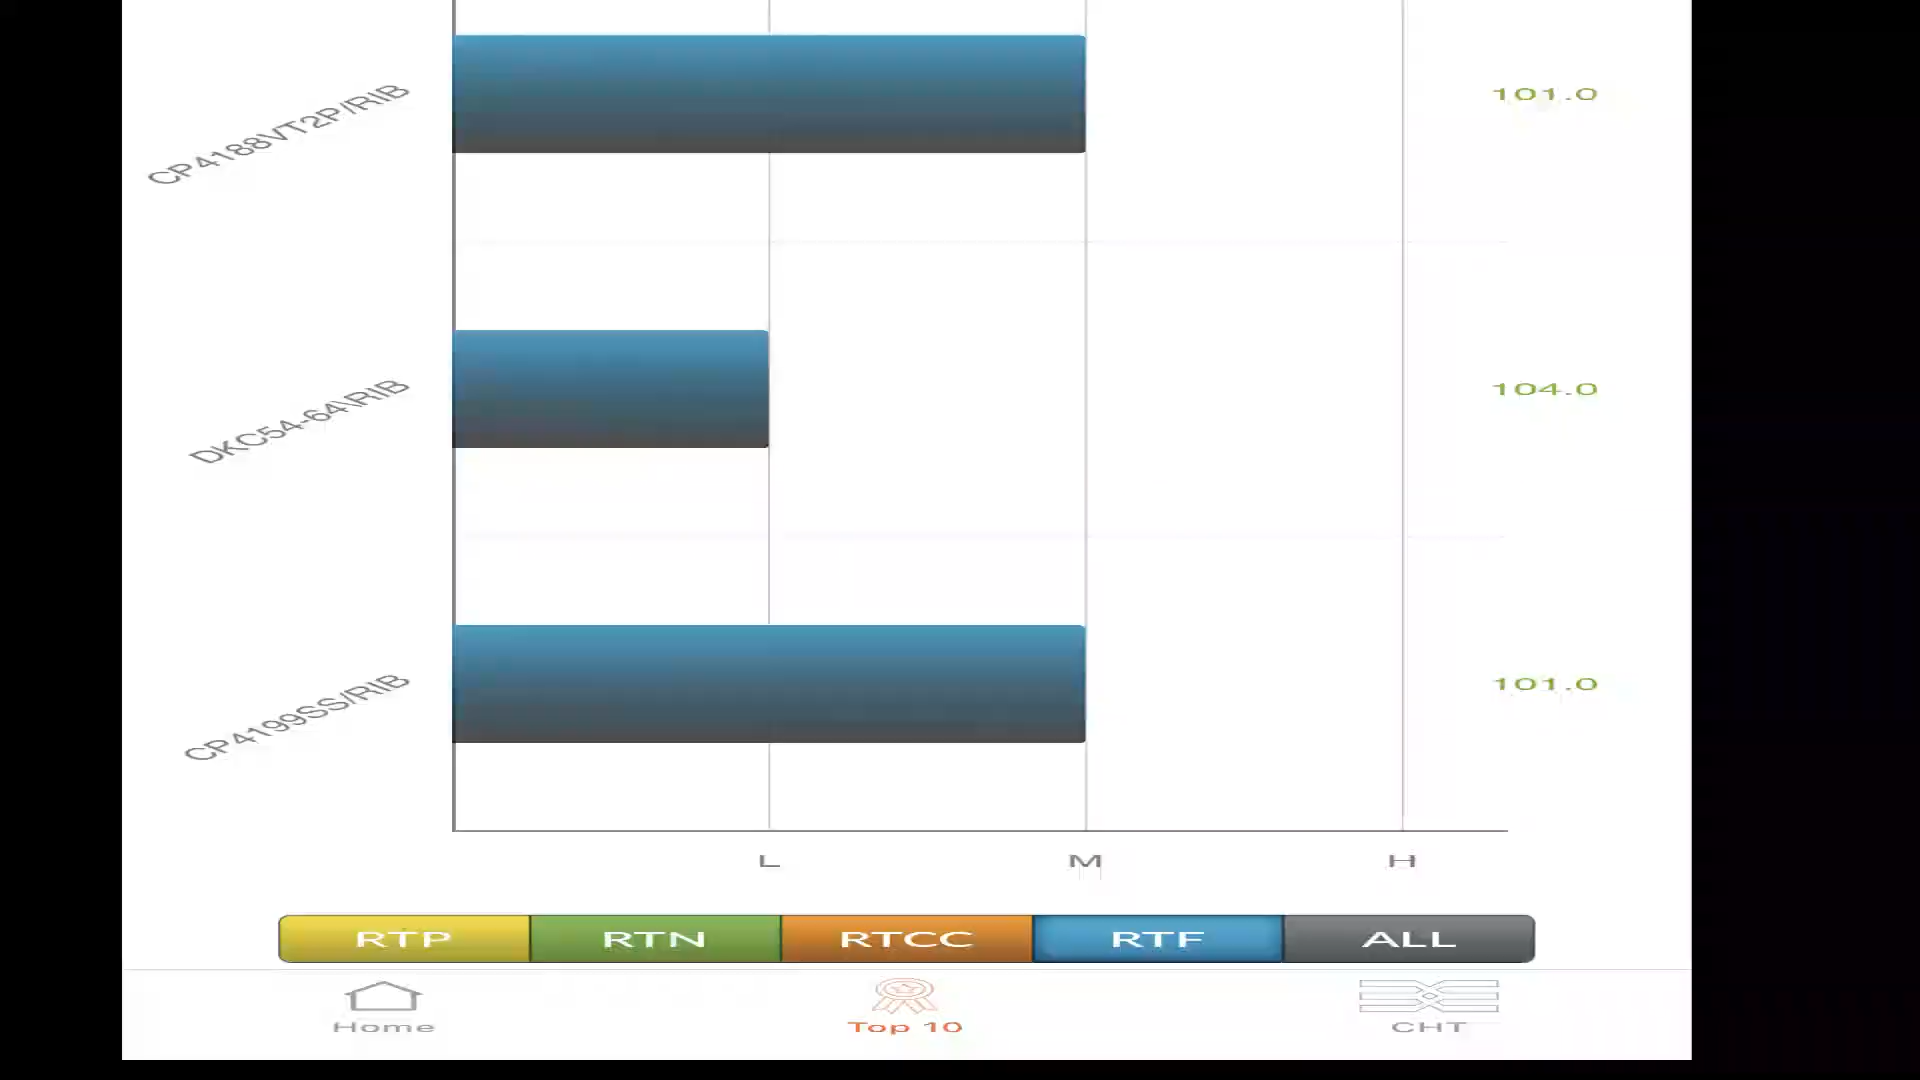 CP4188VT2P/RIB
101.0
DKC54-64\RIB
104.0
CP4199SS/RIB
101.0
L M H
RTP RTN RTCC RTF ALL
Home Top 10 CHT